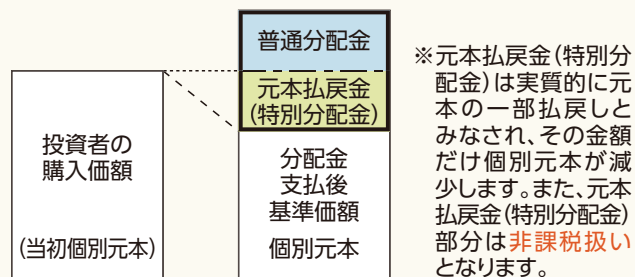 普通分配金
元本払戻金
(特別分配金)
投資者の
購入価額
(当初個別元本)
分配金
支払後
基準価額
個別元本
※元本払戻金(特別分
配金)は実質的に元
本の一部払戻しと
みなされ、その金額
だけ個別元本が減
少します。また、元本
払戻金(特別分配金)
部分は非課税扱い
となります。